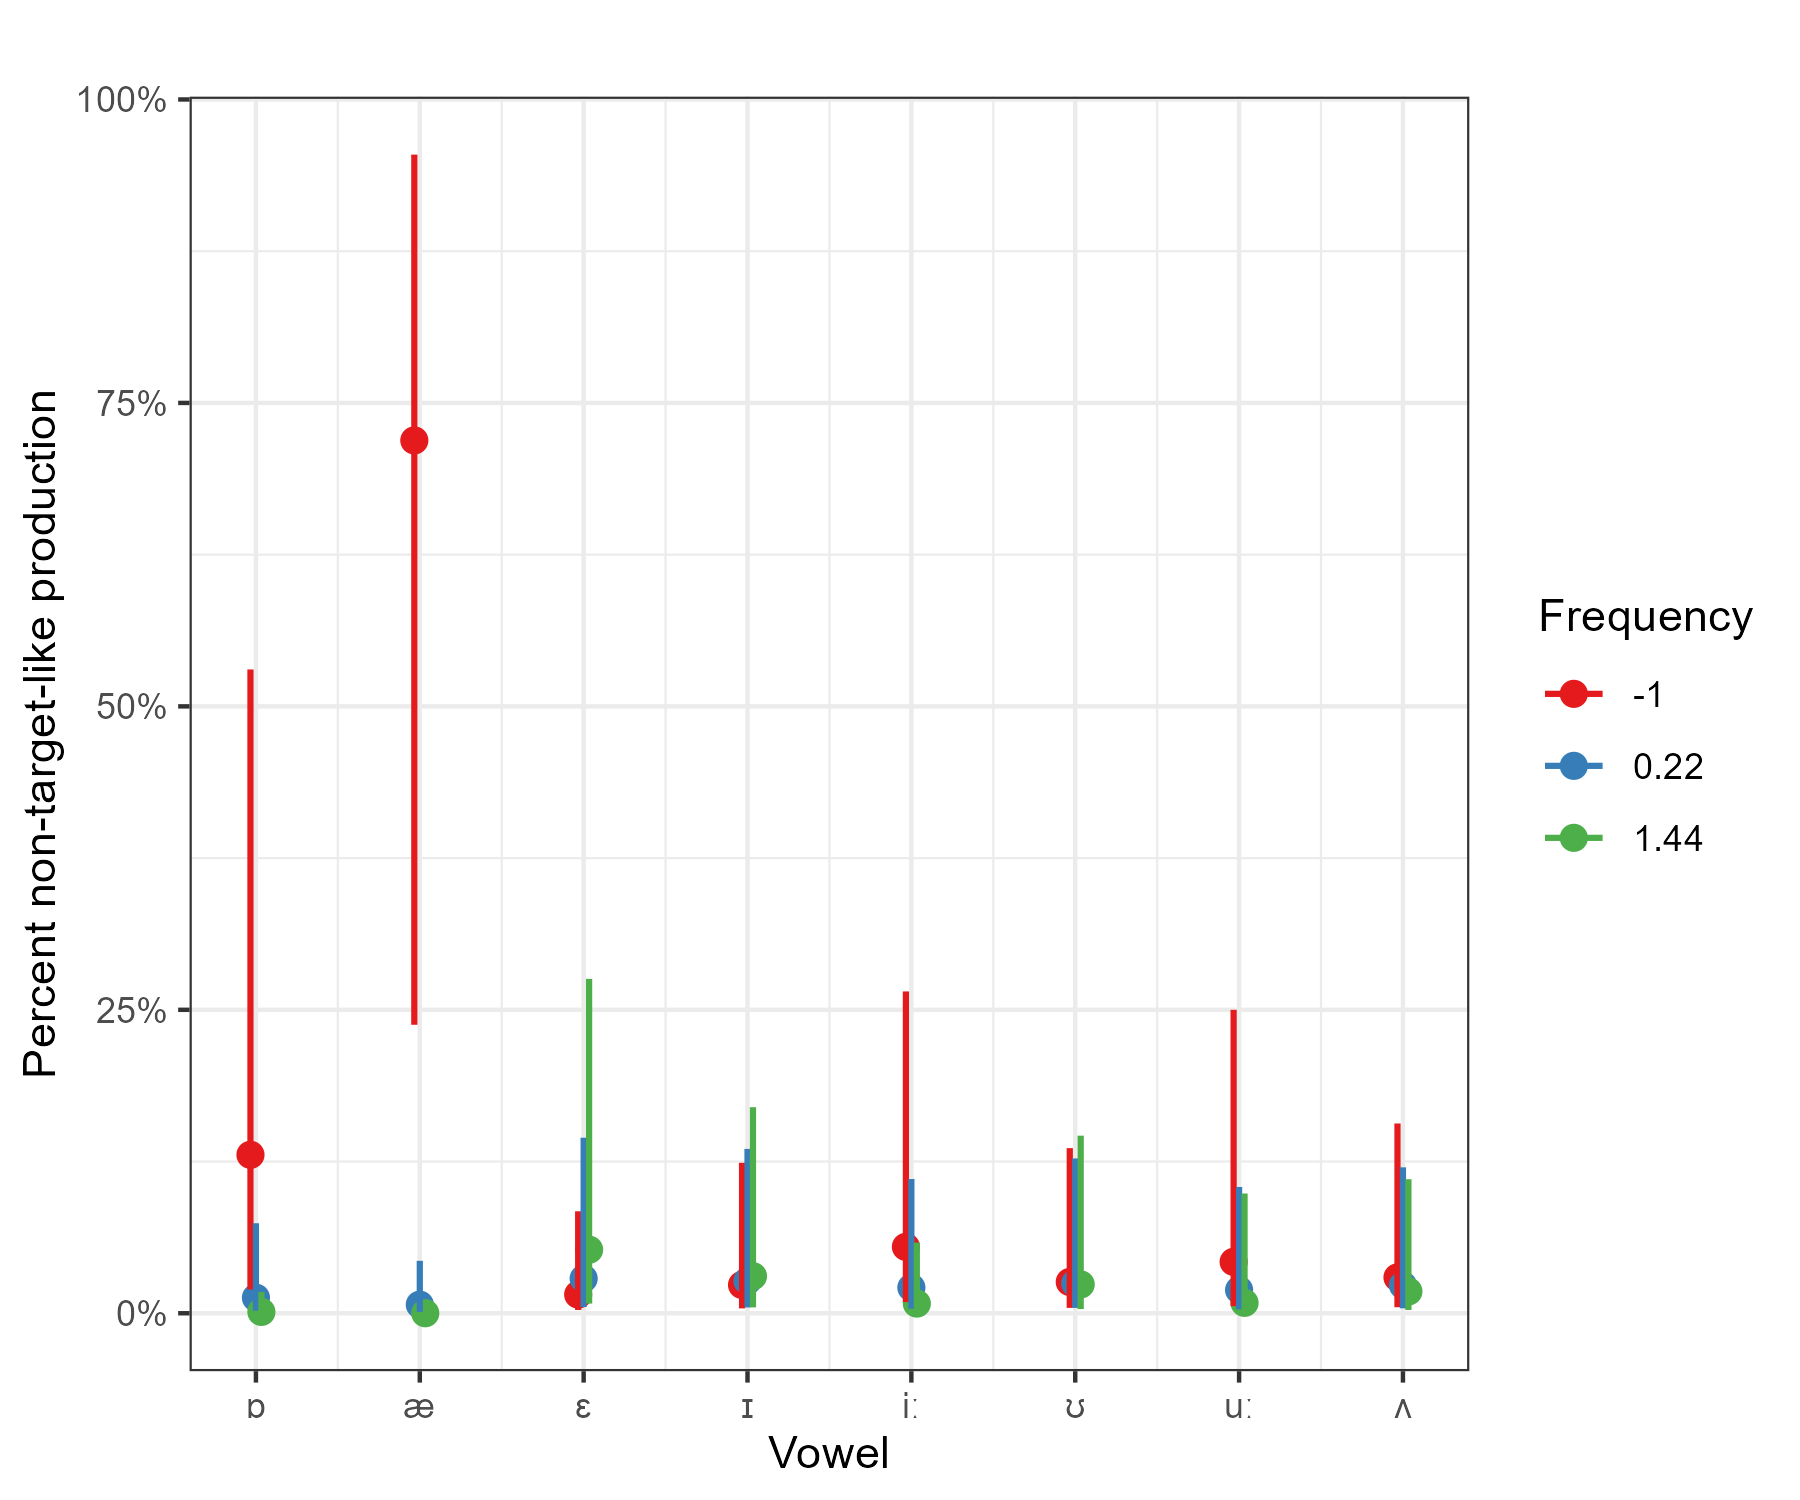 100%
75%
50%
25%
0%
Percent non-target-like production
ɒ æ ɛ ɪ iː ʊ uː ʌ
Vowel
Frequency
-1
0.22
1.44